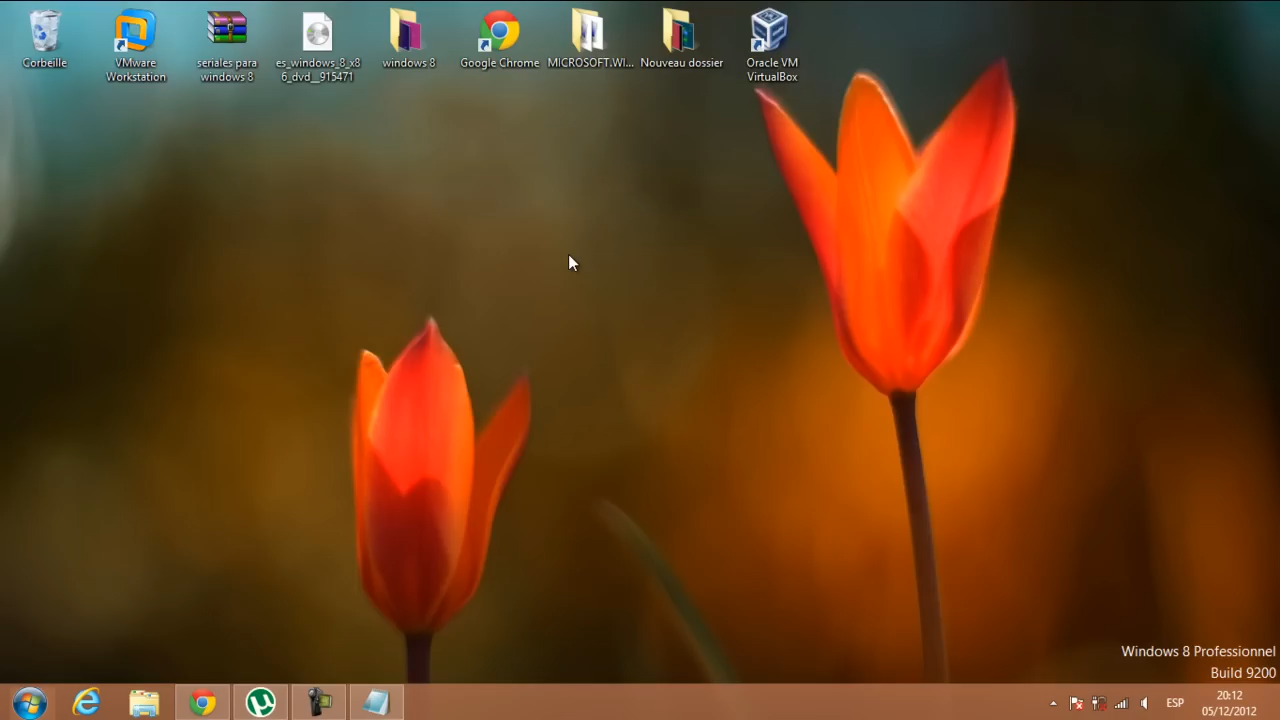 Corbeille
VMware
Workstation
seriales para
windows 8
es_windows_8_x8
6_dvd__915471
windows 8
Google Chrome
MICROSOFT.WI...
Nouveau dossier
Oracle VM
VirtualBox
Windows 8 Professionnel
Build 9200
ESP
20:12
05/12/2012